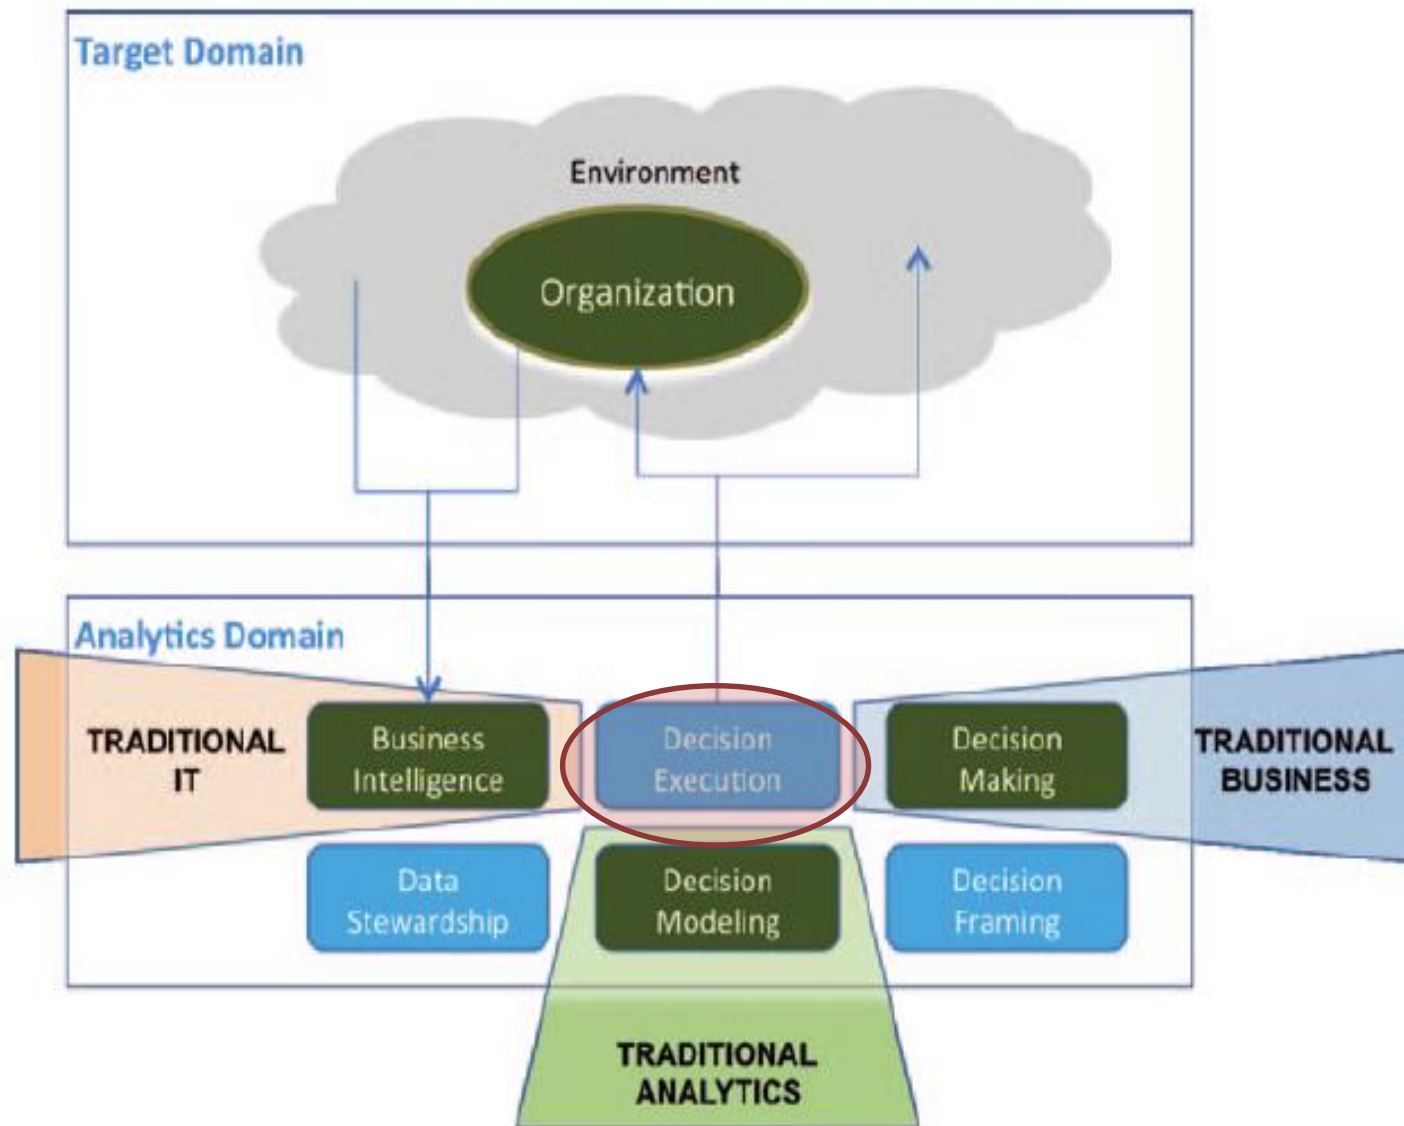 Target Domain
Environment
Organization
Analytics Domain
TRADITIONAL
IT
Business
Intelligence
Decision
Execution
Decision
Making
TRADITIONAL
BUSINESS
Data
Stewardship
Decision
Modeling
Decision
Framing
TRADITIONAL
ANALYTICS